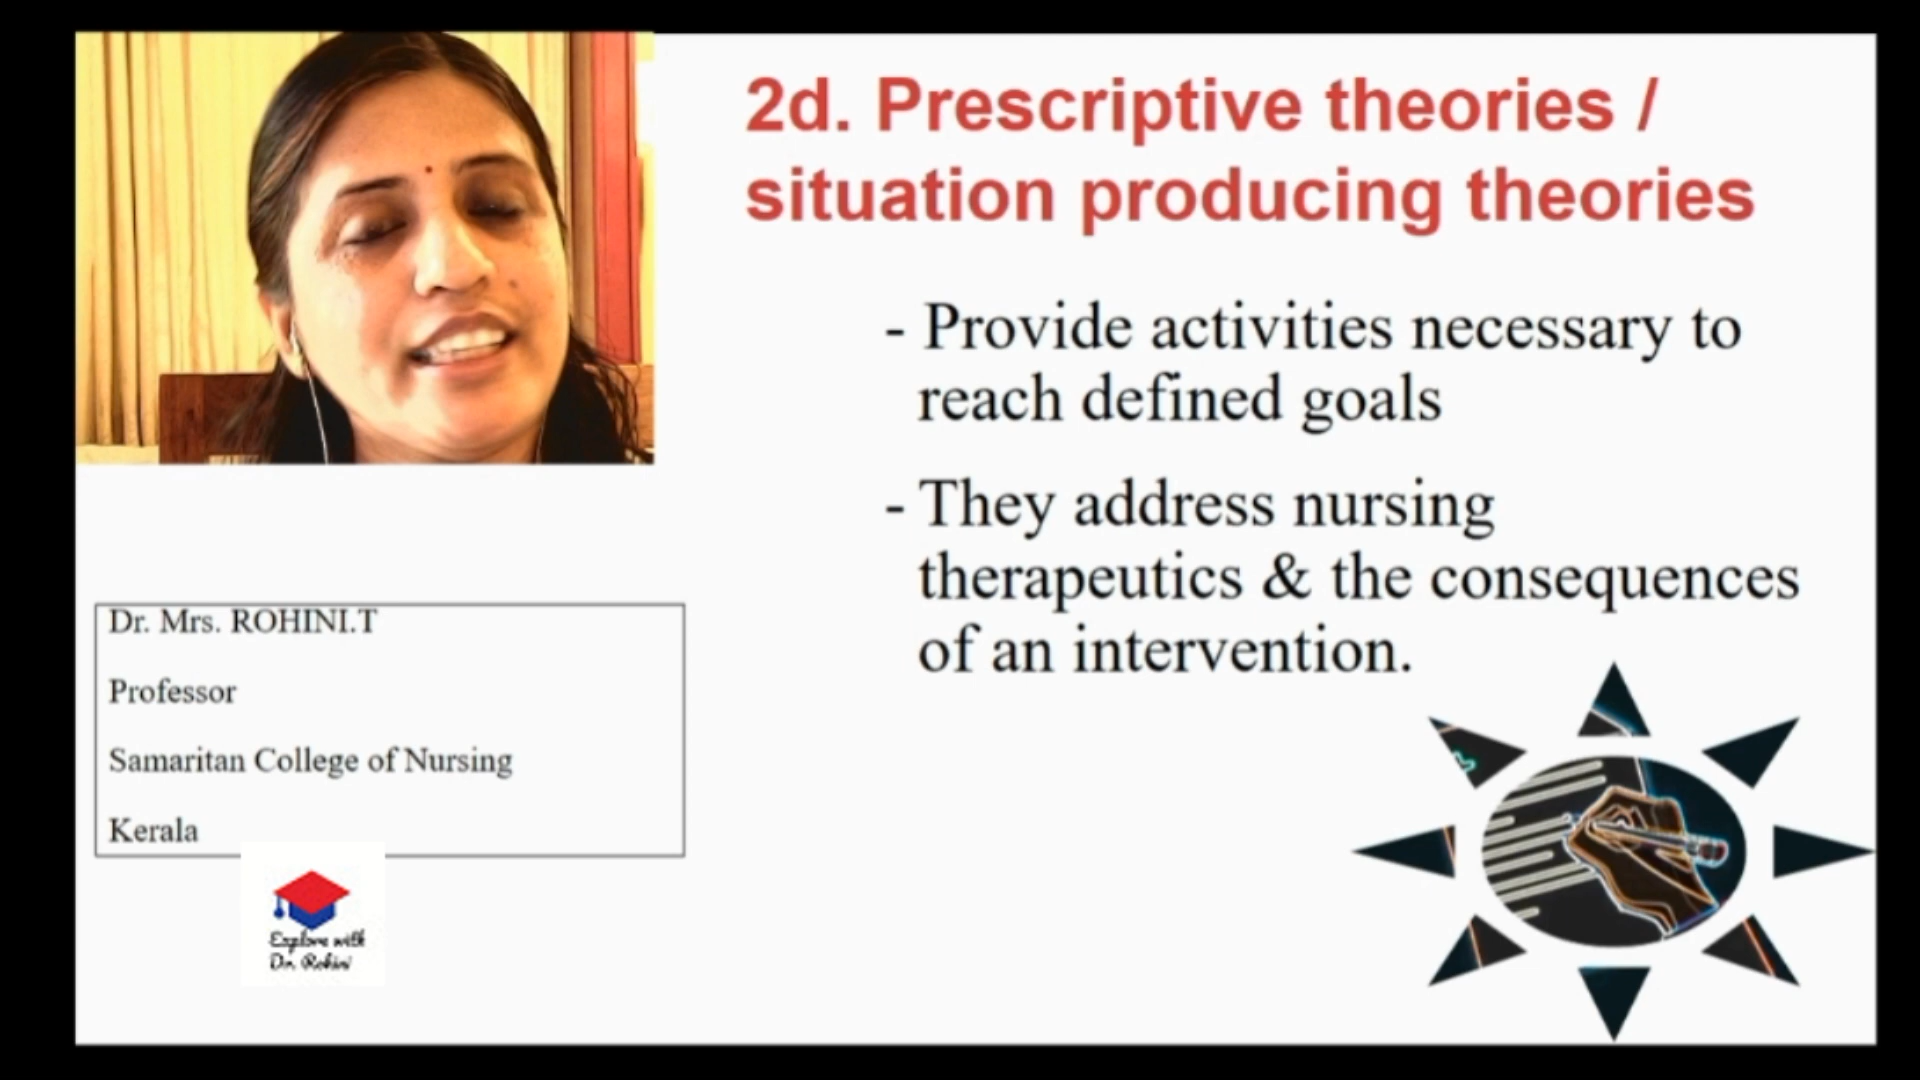 2d. Prescriptive theories /
situation producing theories
- Provide activities necessary to
reach defined goals
- They address nursing
therapeutics & the consequences
of an intervention.
Dr. Mrs. ROHINI.T
Professor
Samaritan College of Nursing
Kerala
Explore with
Dr. Rohini